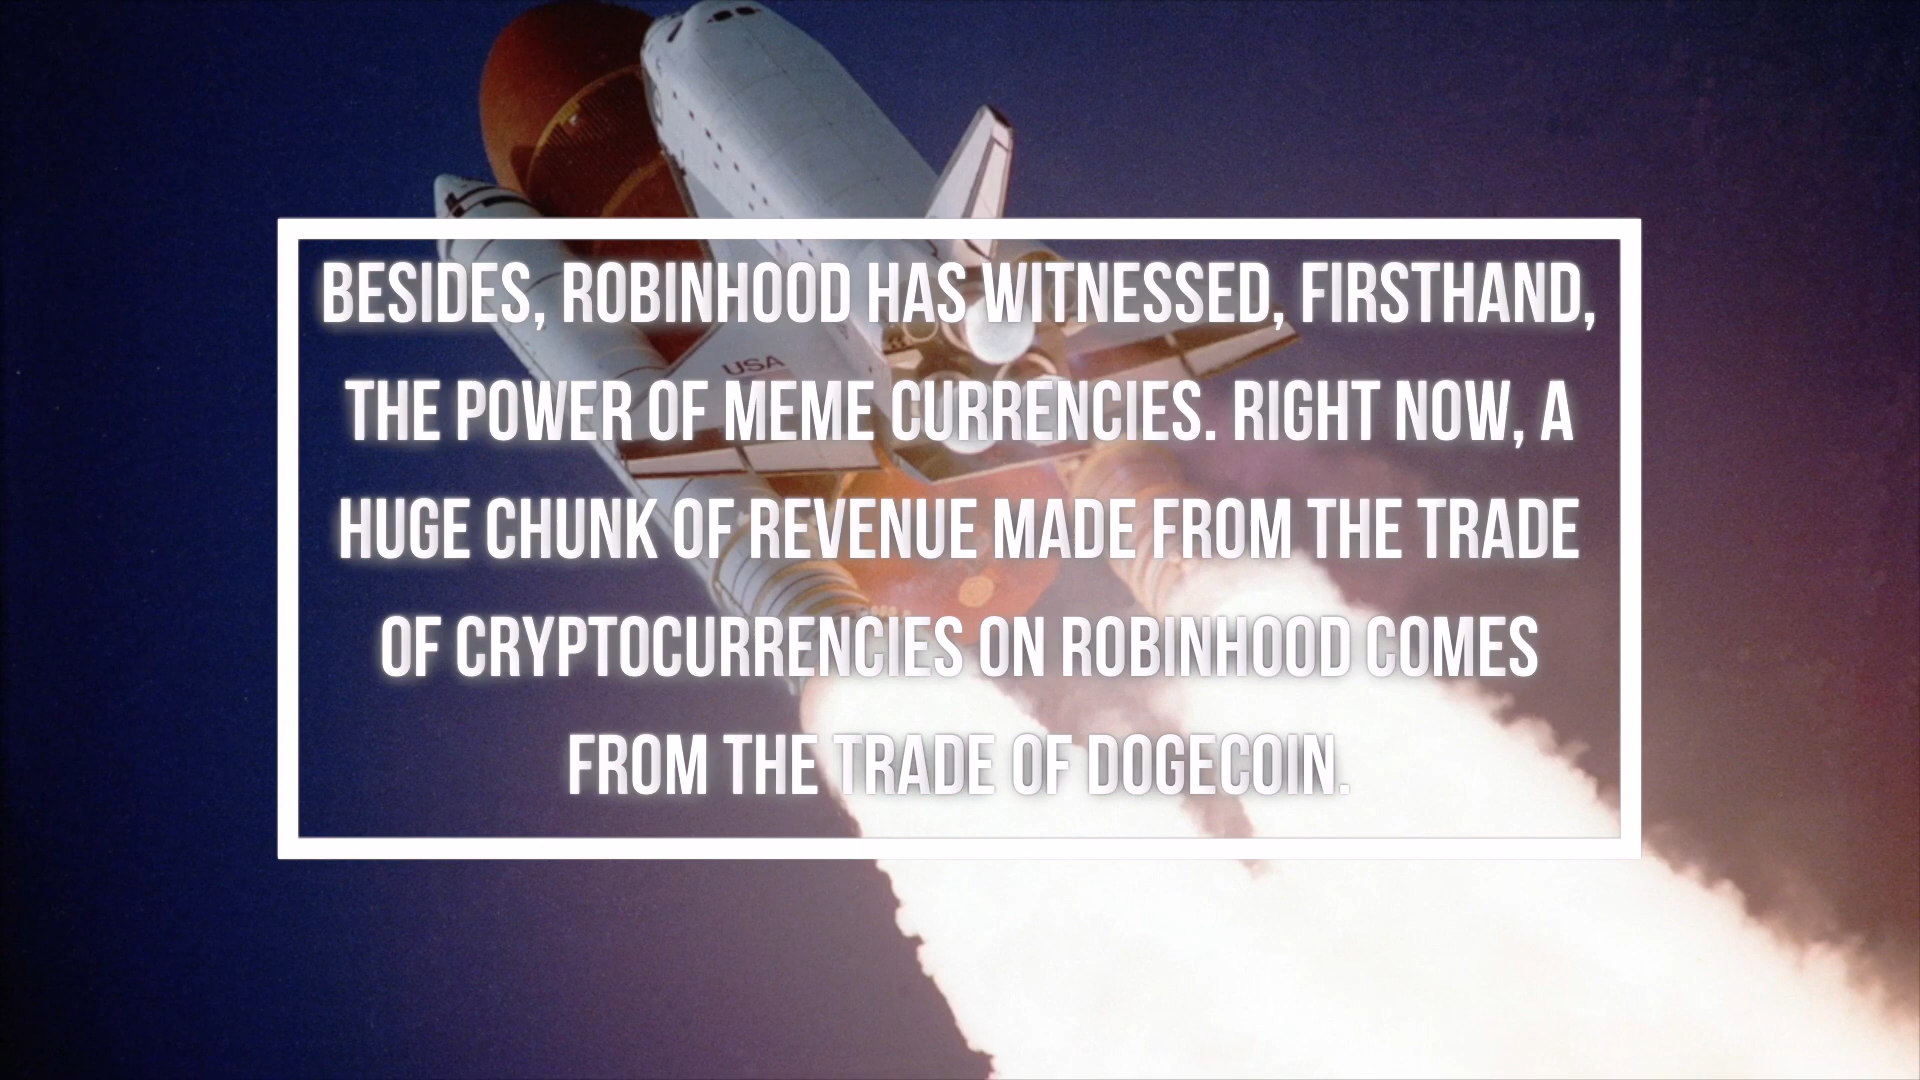 USA
BESIDES, ROBINHOOD HAS WITNESSED, FIRSTHAND,
THE POWER OF MEME CURRENCIES. RIGHT NOW, A
HUGE CHUNK OF REVENUE MADE FROM THE TRADE
OF CRYPTOCURRENCIES ON ROBINHOOD COMES
FROM THE TRADE OF DOGECOIN.